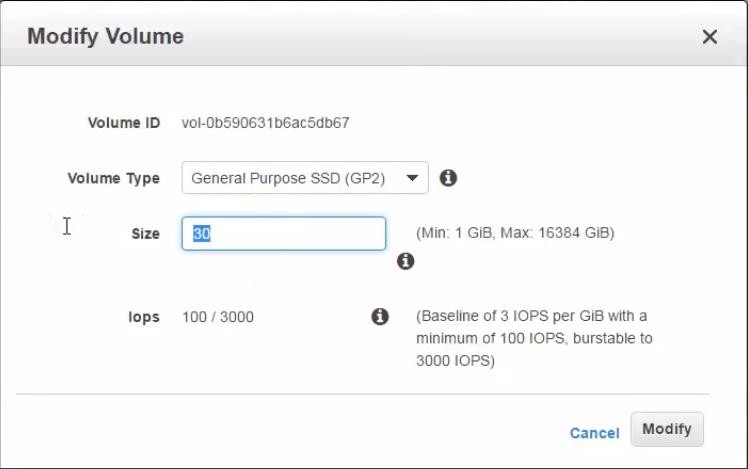 Modify Volume
Volume ID vol-0b590631b6ac5db67
Volume Type General Purpose SSD (GP2)
Size 30 (Min: 1 GiB, Max: 16384 GiB)
Iops 100 / 3000 (Baseline of 3 IOPS per GiB with a
minimum of 100 IOPS, burstable to
3000 IOPS)
Cancel Modify